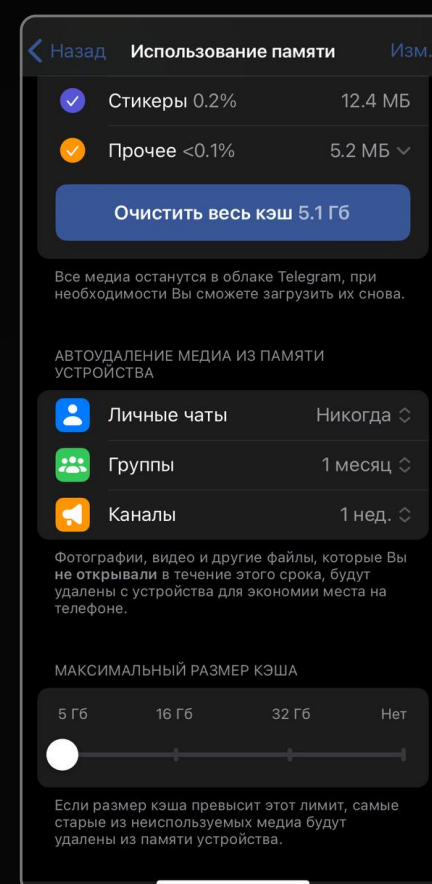 Назад Использование памяти Изм.
Стикеры 0.2% 12.4 МБ
Прочее <0.1% 5.2 МБ
Очистить весь кэш 5.1 Гб
Все медиа останутся в облаке Telegram, при
необходимости Вы сможете загрузить их снова.
АВТОУДАЛЕНИЕ МЕДИА ИЗ ПАМЯТИ
УСТРОЙСТВА
Личные чаты Никогда
Группы 1 месяц
Каналы 1 нед.
Фотографии, видео и другие файлы, которые Вы
не открывали в течение этого срока, будут
удалены с устройства для экономии места на
телефоне.
МАКСИМАЛЬНЫЙ РАЗМЕР КЭША
5 Гб 16 Гб 32 Гб Нет
Если размер кэша превысит этот лимит, самые
старые из неиспользуемых медиа будут
удалены из памяти устройства.